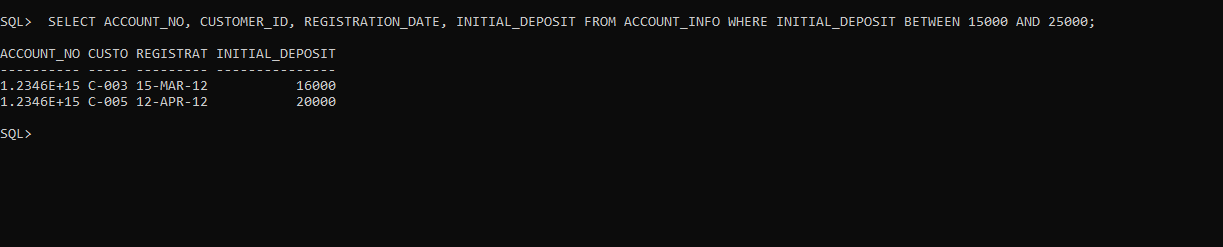 SQL>  SELECT ACCOUNT_NO, CUSTOMER_ID, REGISTRATION_DATE, INITIAL_DEPOSIT FROM ACCOUNT_INFO WHERE INITIAL_DEPOSIT BETWEEN 15000 AND 25000;
ACCOUNT_NO CUSTO REGISTRAT INITIAL_DEPOSIT
---------- ----- --------- ---------------
1.2346E+15 C-003 15-MAR-12           16000
1.2346E+15 C-005 12-APR-12           20000
SQL>